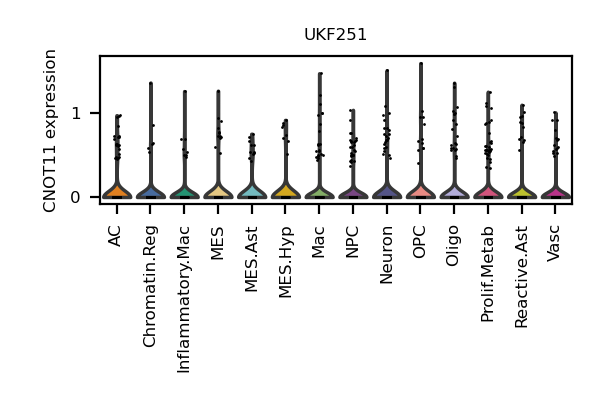 UKF251
CNOT11 expression
1
0
AC
Chromatin.Reg
Inflammatory.Mac
MES
MES.Ast
MES.Hyp
Mac
NPC
Neuron
OPC
Oligo
Prolif.Metab
Reactive.Ast
Vasc